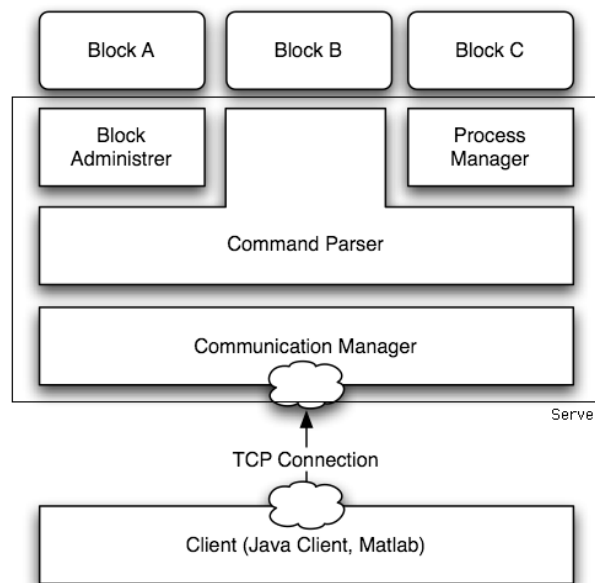 Block A
Block B
Block C
Block
Administrer
Process
Manager
Command Parser
Communication Manager
Serve
TCP Connection
Client (Java Client, Matlab)